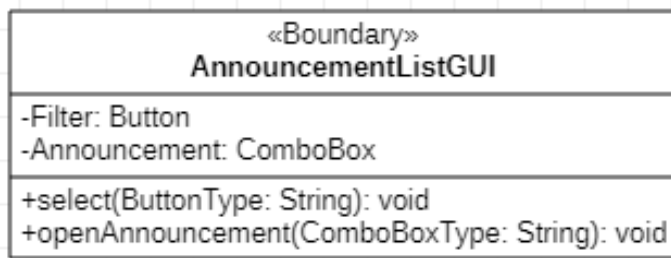 «Boundary»
AnnouncementListGUI
-Filter: Button
-Announcement: ComboBox
+select(ButtonType: String): void
+openAnnouncement(ComboBoxType: String): void